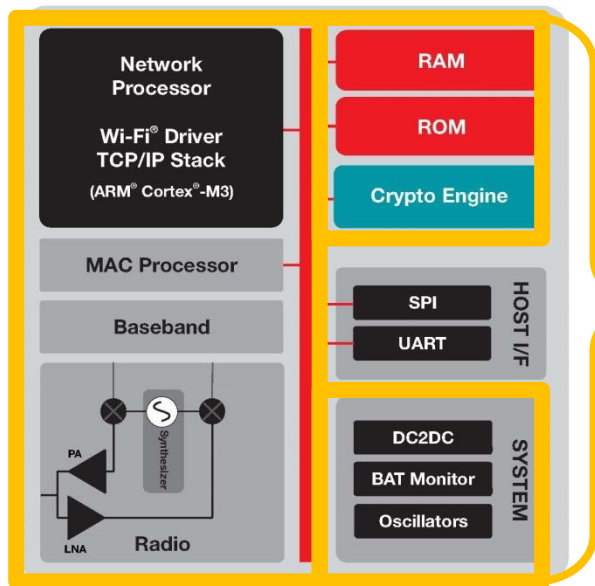 Network
Processor
Wi-Fi® Driver
TCP/IP Stack
(ARM® Cortex®-M3)
MAC Processor
Baseband
PA
Synthesizer
LNA
Radio
RAM
ROM
Crypto Engine
SPI
UART
HOST I/F
DC2DC
BAT Monitor
Oscillators
SYSTEM